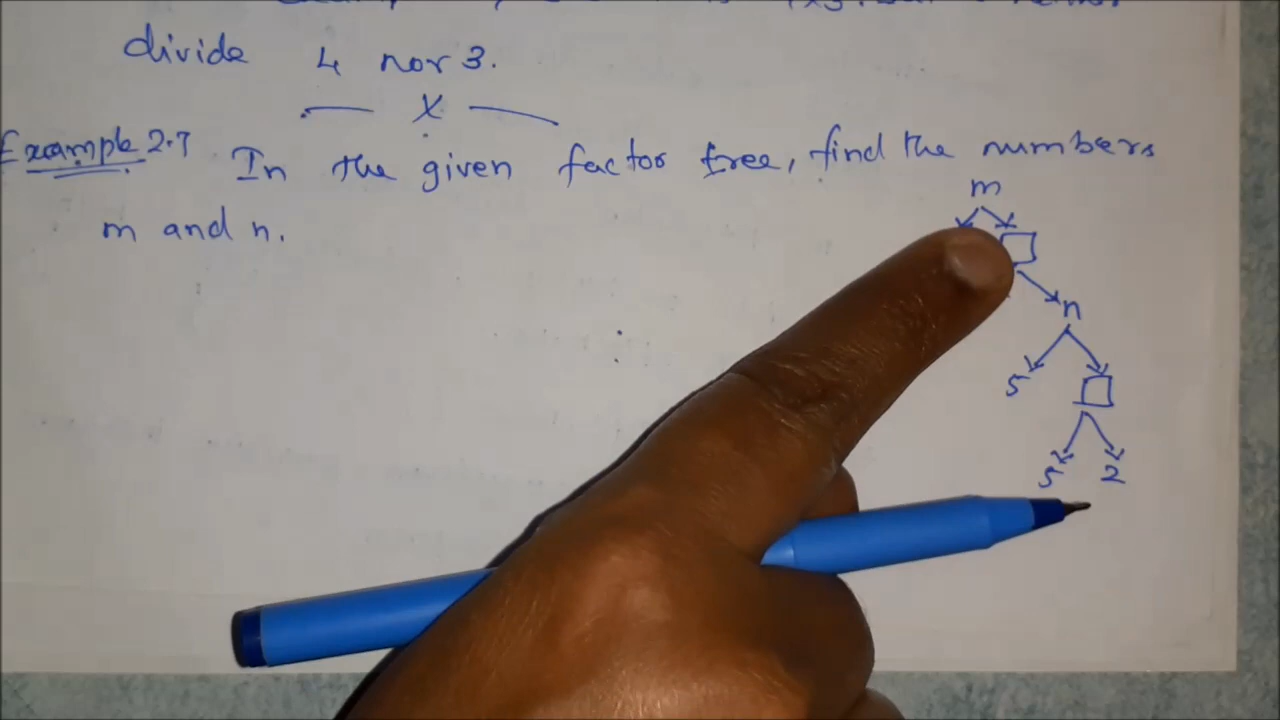 divide 4 nor 3.
X
Example 2.7 In the given factor tree, find the numbers
m and n.
m
n
5
5 2